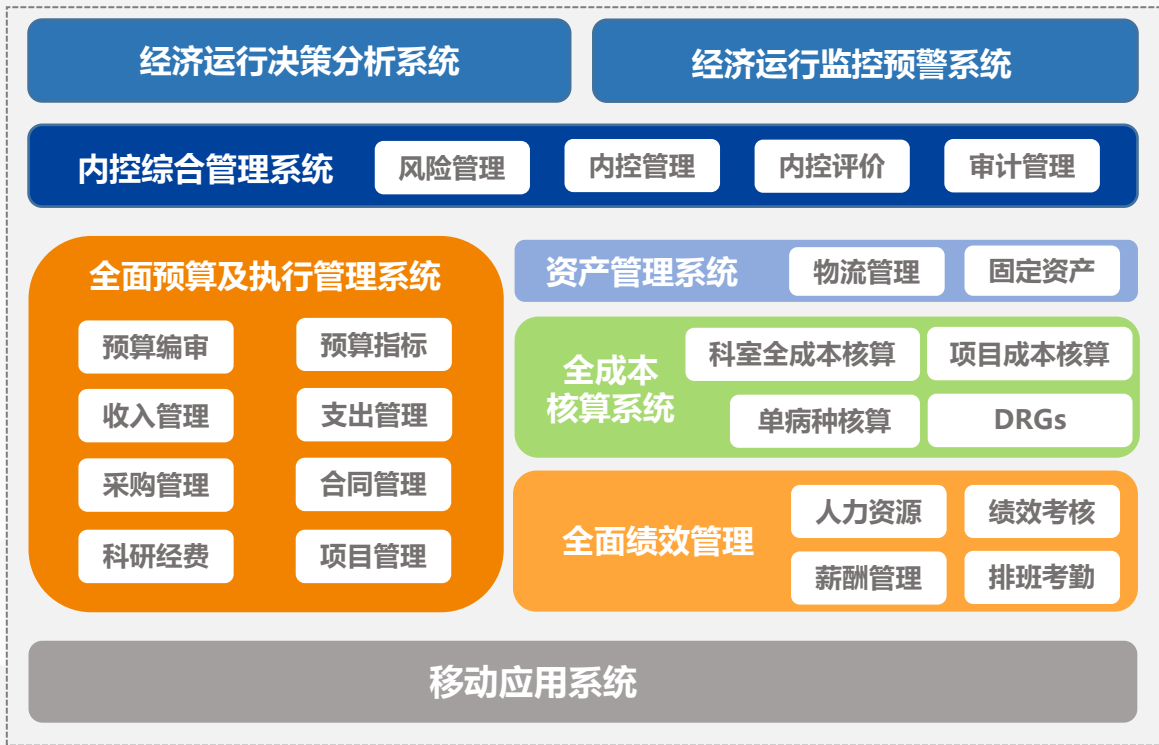 经济运行决策分析系统
经济运行监控预警系统
内控综合管理系统
风险管理
内控管理
内控评价
审计管理
全面预算及执行管理系统
预算编审
预算指标
收入管理
支出管理
采购管理
合同管理
科研经费
项目管理
资产管理系统
物流管理
固定资产
全成本
核算系统
科室全成本核算
项目成本核算
单病种核算
DRGs
全面绩效管理
人力资源
绩效考核
薪酬管理
排班考勤
移动应用系统